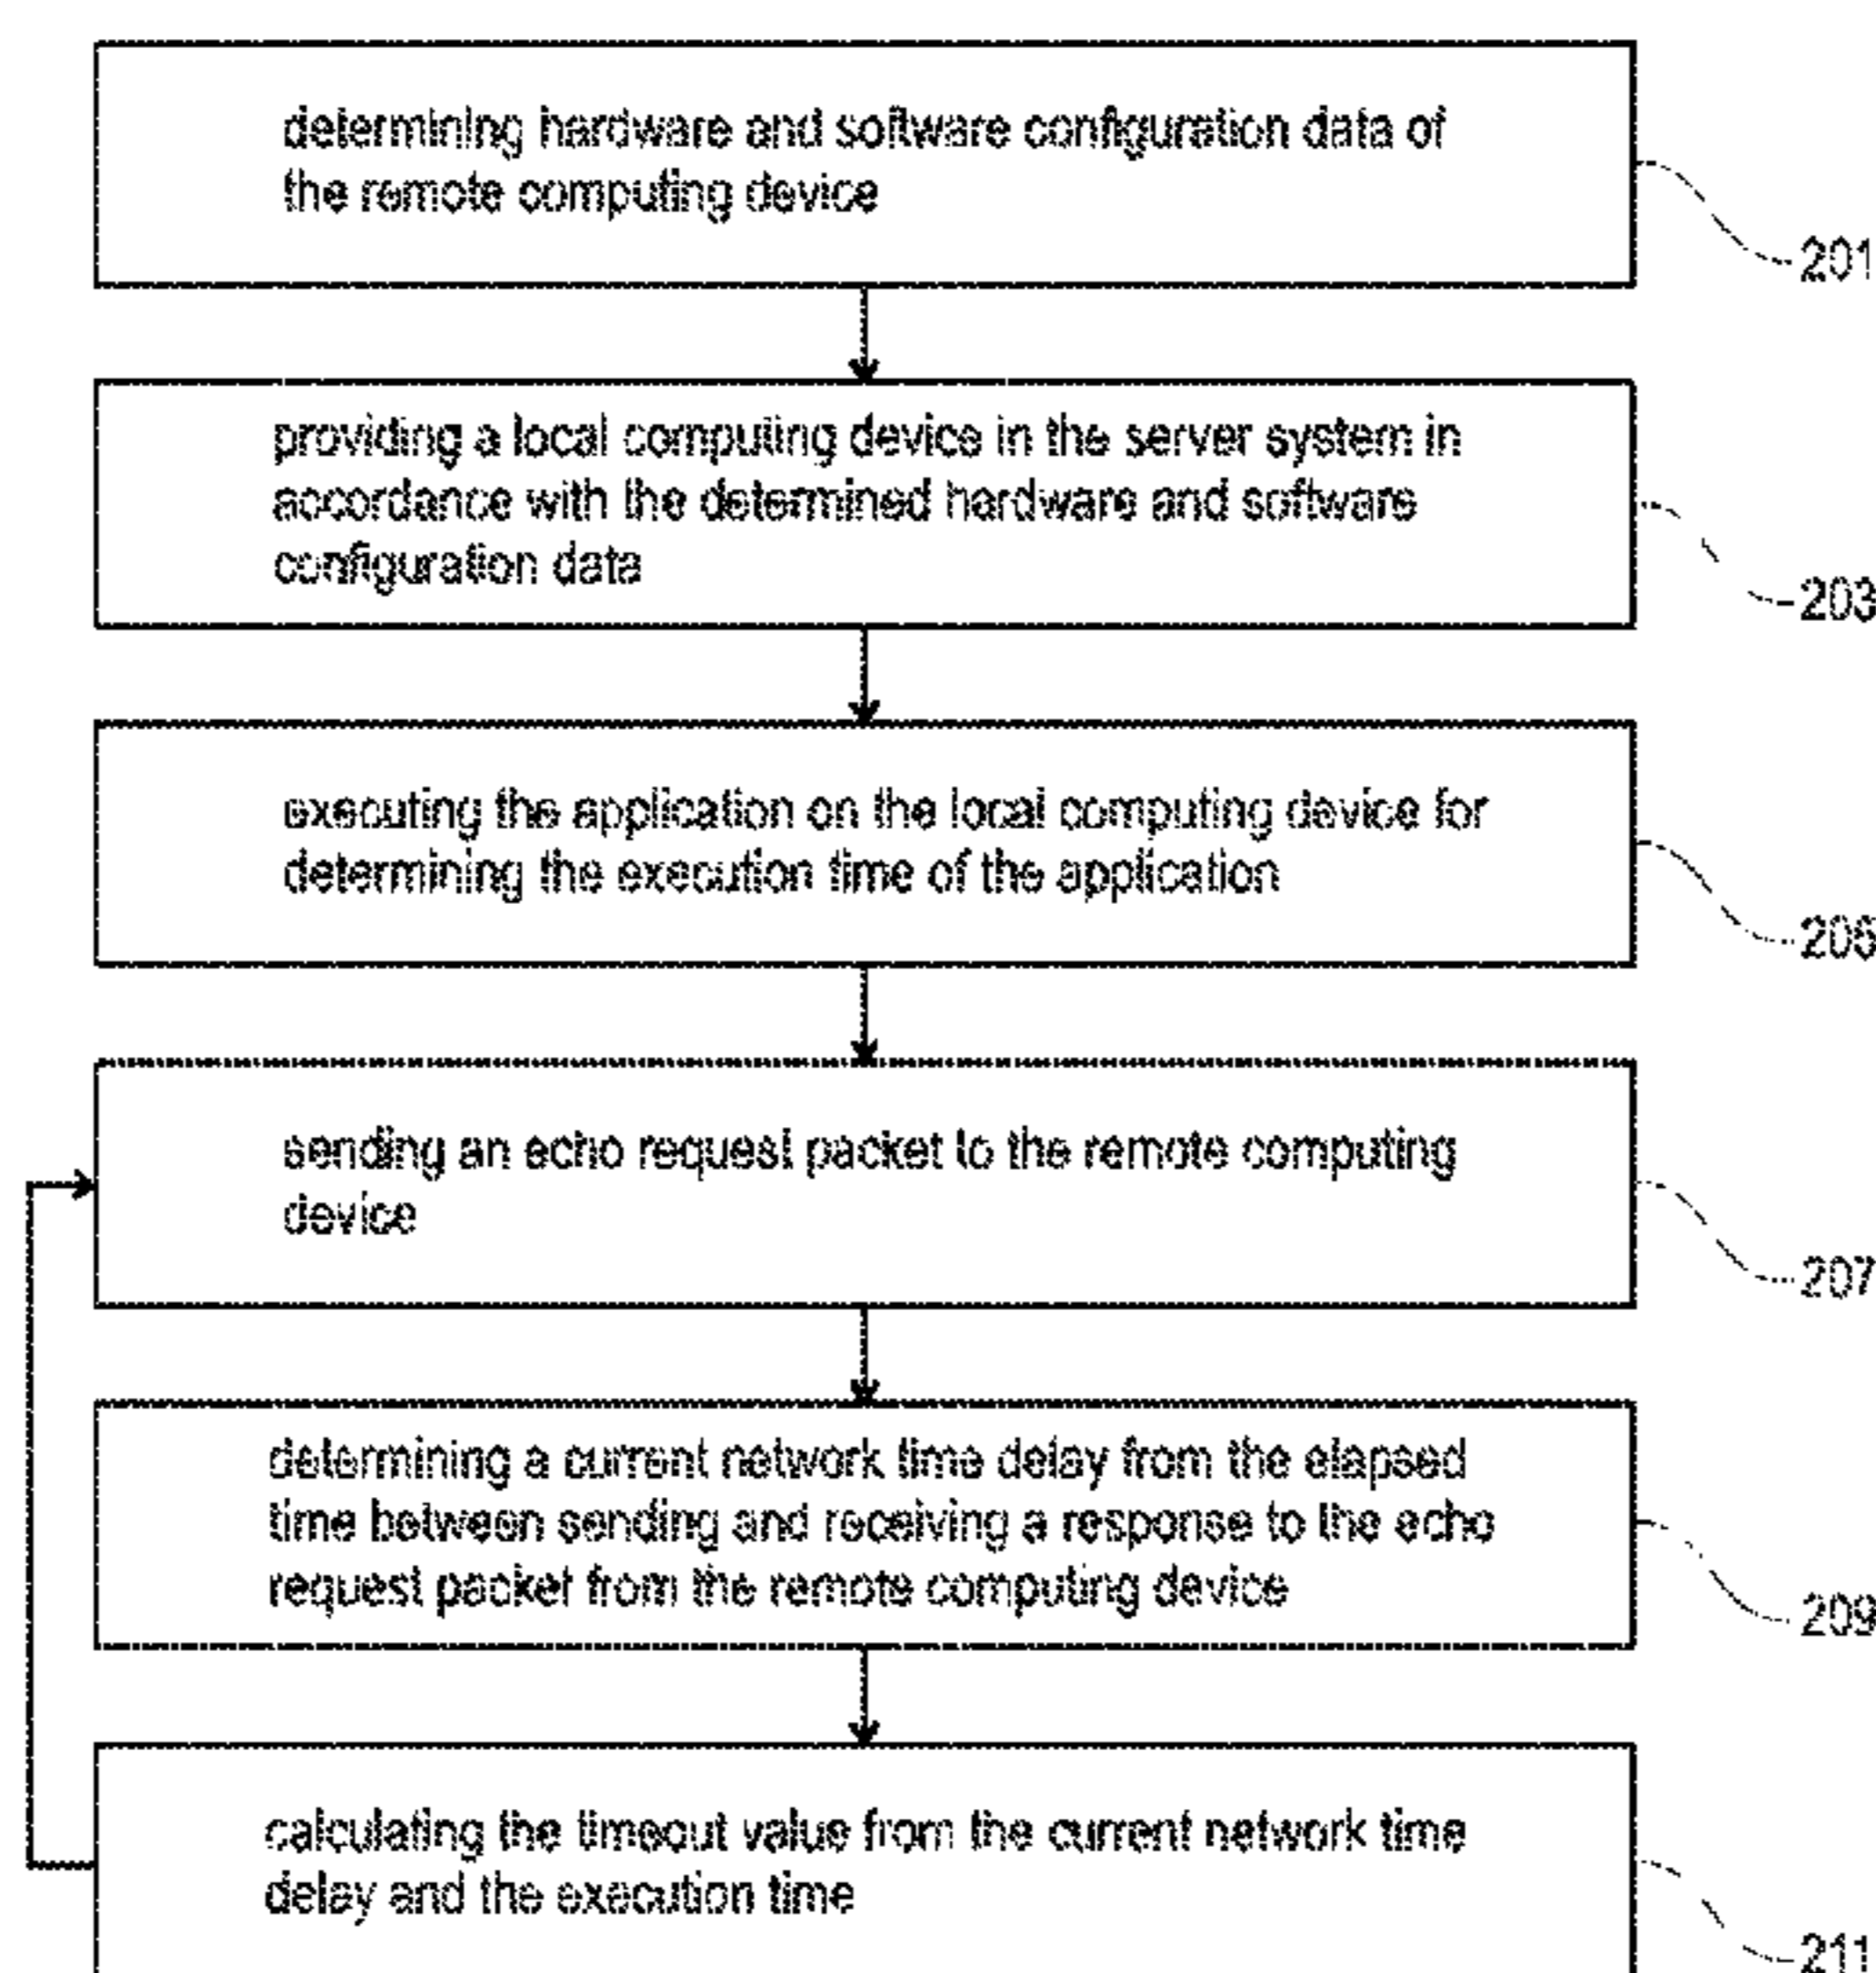 determining hardware and software configuration data of
the remote computing device
201
providing a local computing device in the server system in
accordance with the determined hardware and software
configuration data
203
executing the application on the local computing device for
determining the execution time of the application
205
sending an echo request packet to the remote computing
device
207
determining a current network time delay from the elapsed
time between sending and receiving a response to the echo
request packet from the remote computing device
209
calculating the timeout value from the current network time
delay and the execution time
211